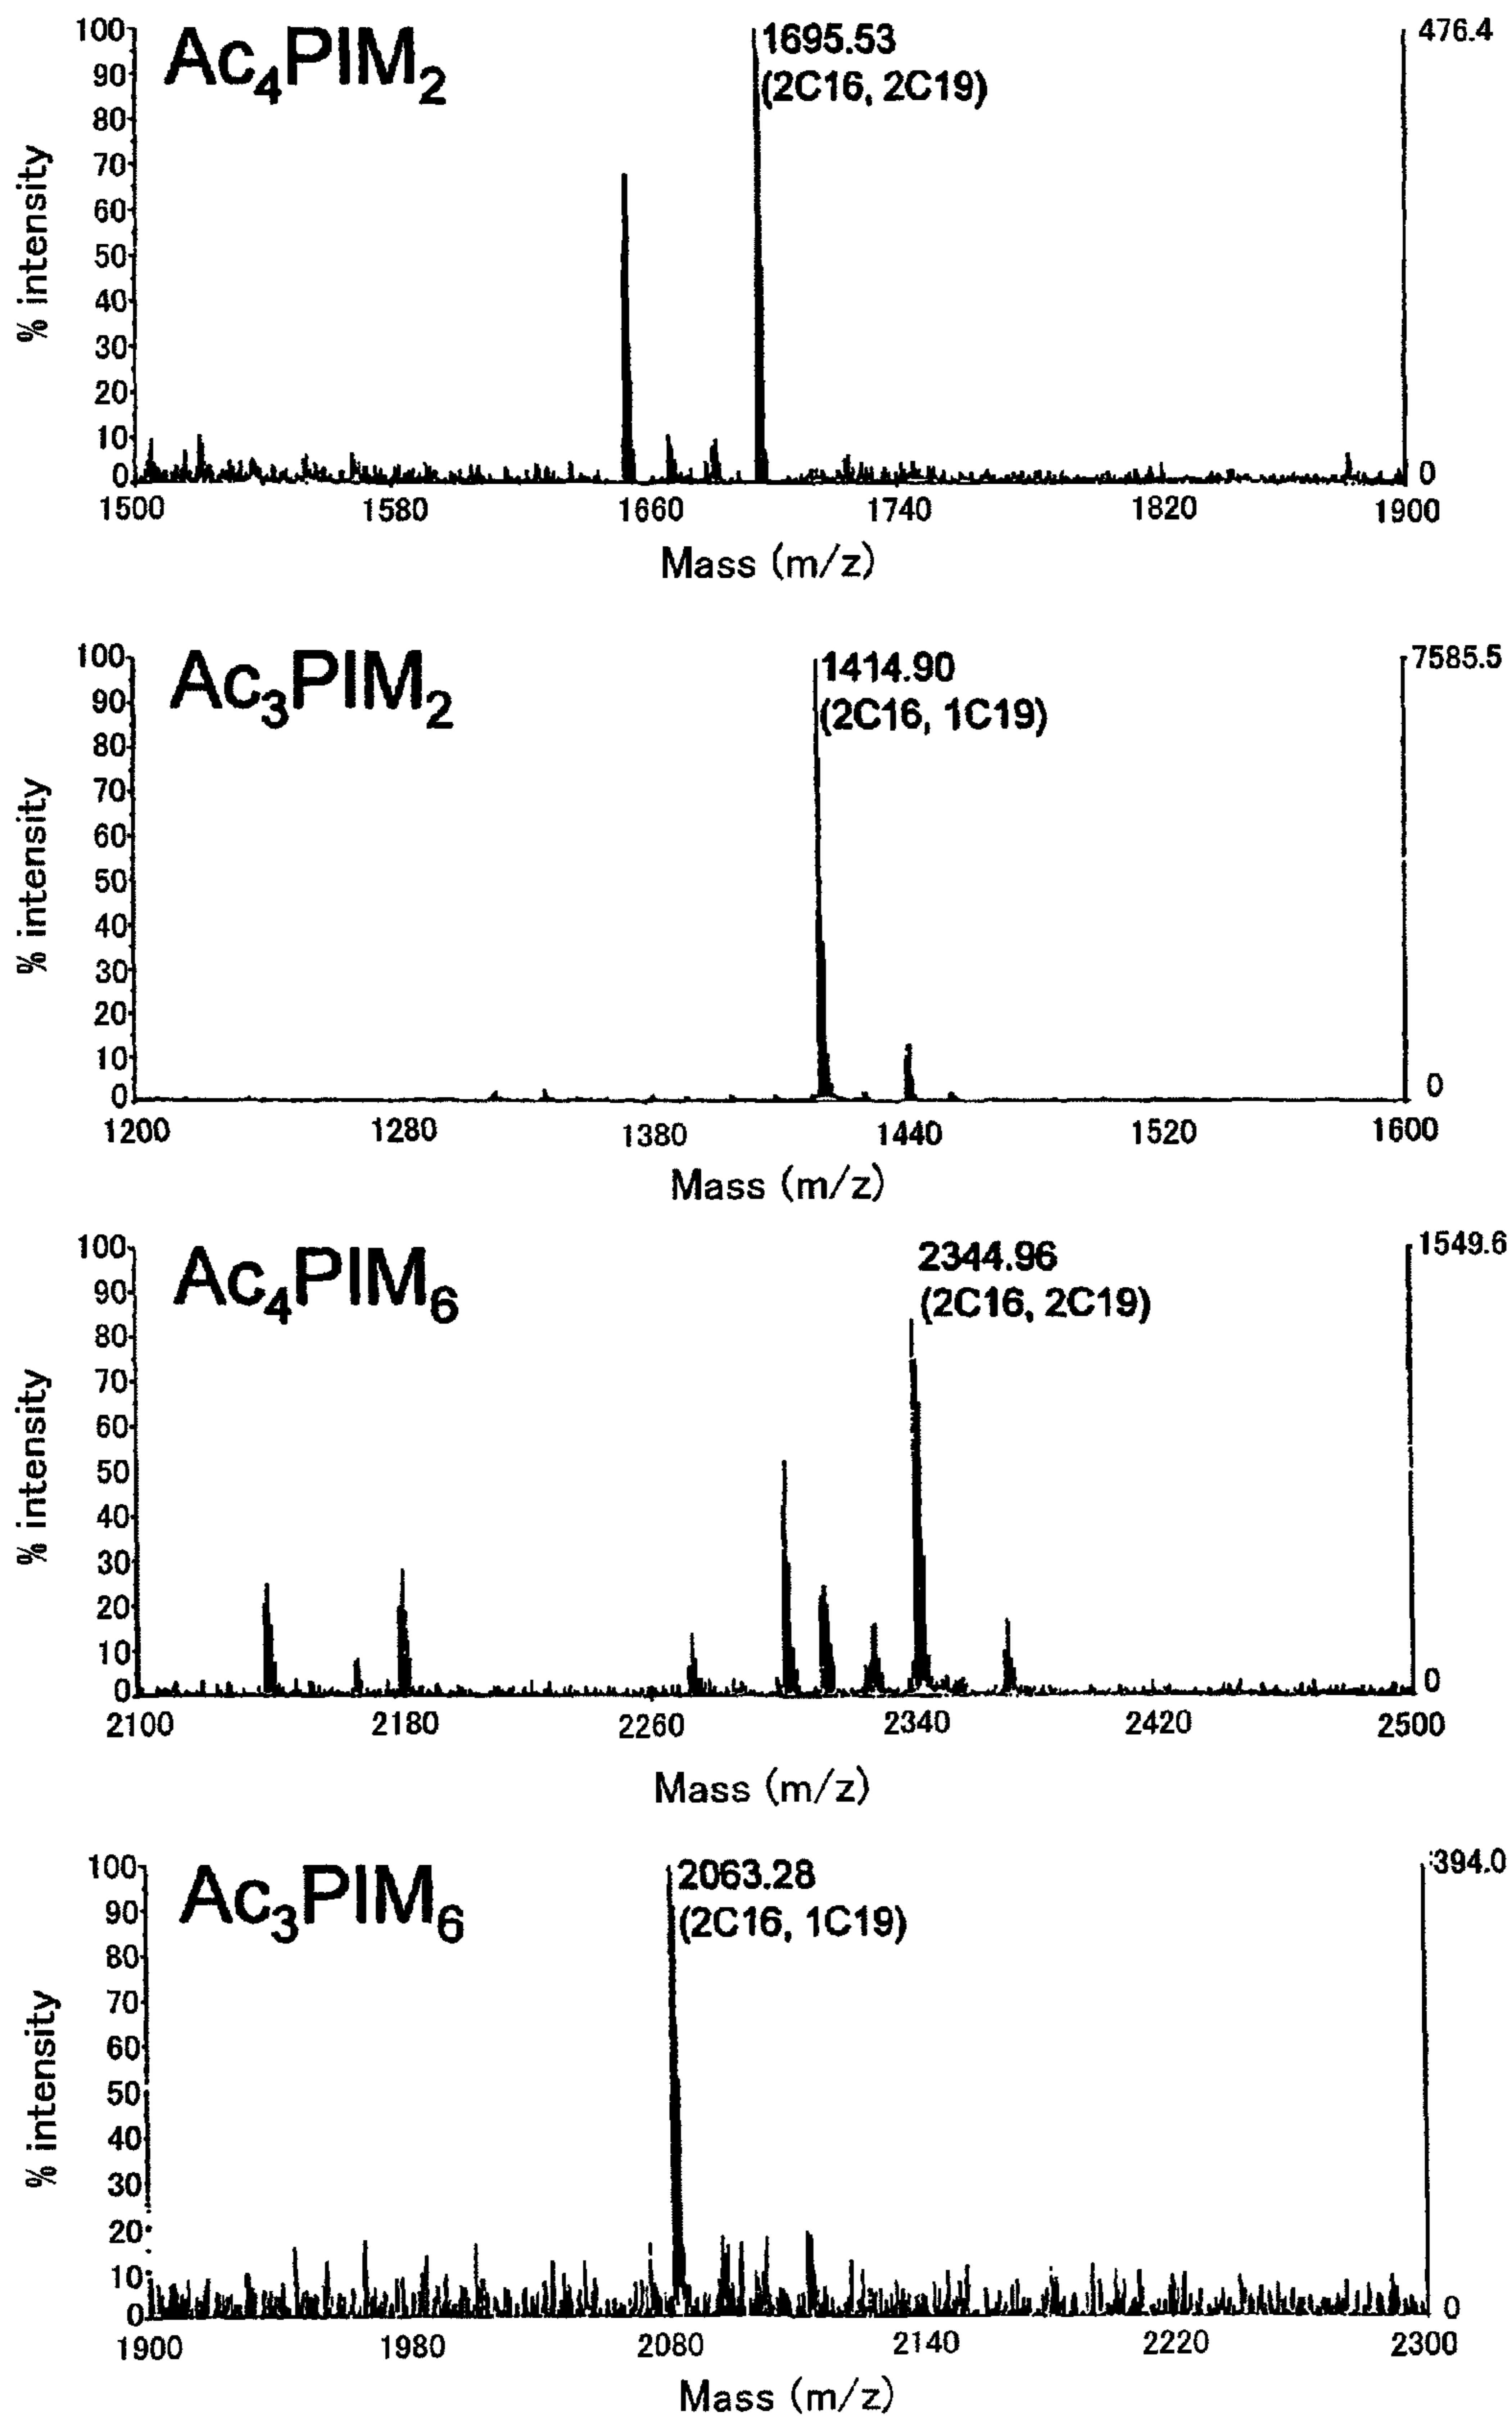 Ac4PIM2
1695.53
(2C16, 2C19)
476.4
100
90
80
70
60
50
40
30
20
10
0
0
% intensity
1500 1580 1660 1740 1820 1900
Mass (m/z)
Ac3PIM2
1414.90
(2C16, 1C19)
7585.5
100
90
80
70
60
50
40
30
20
10
0
0
% intensity
1200 1280 1380 1440 1520 1600
Mass (m/z)
Ac4PIM6
2344.96
(2C16, 2C19)
1549.6
100
90
80
70
60
50
40
30
20
10
0
0
% intensity
2100 2180 2260 2340 2420 2500
Mass (m/z)
Ac3PIM6
2063.28
(2C16, 1C19)
394.0
100
90
80
70
60
50
40
30
20
10
0
0
% intensity
1900 1980 2080 2140 2220 2300
Mass (m/z)